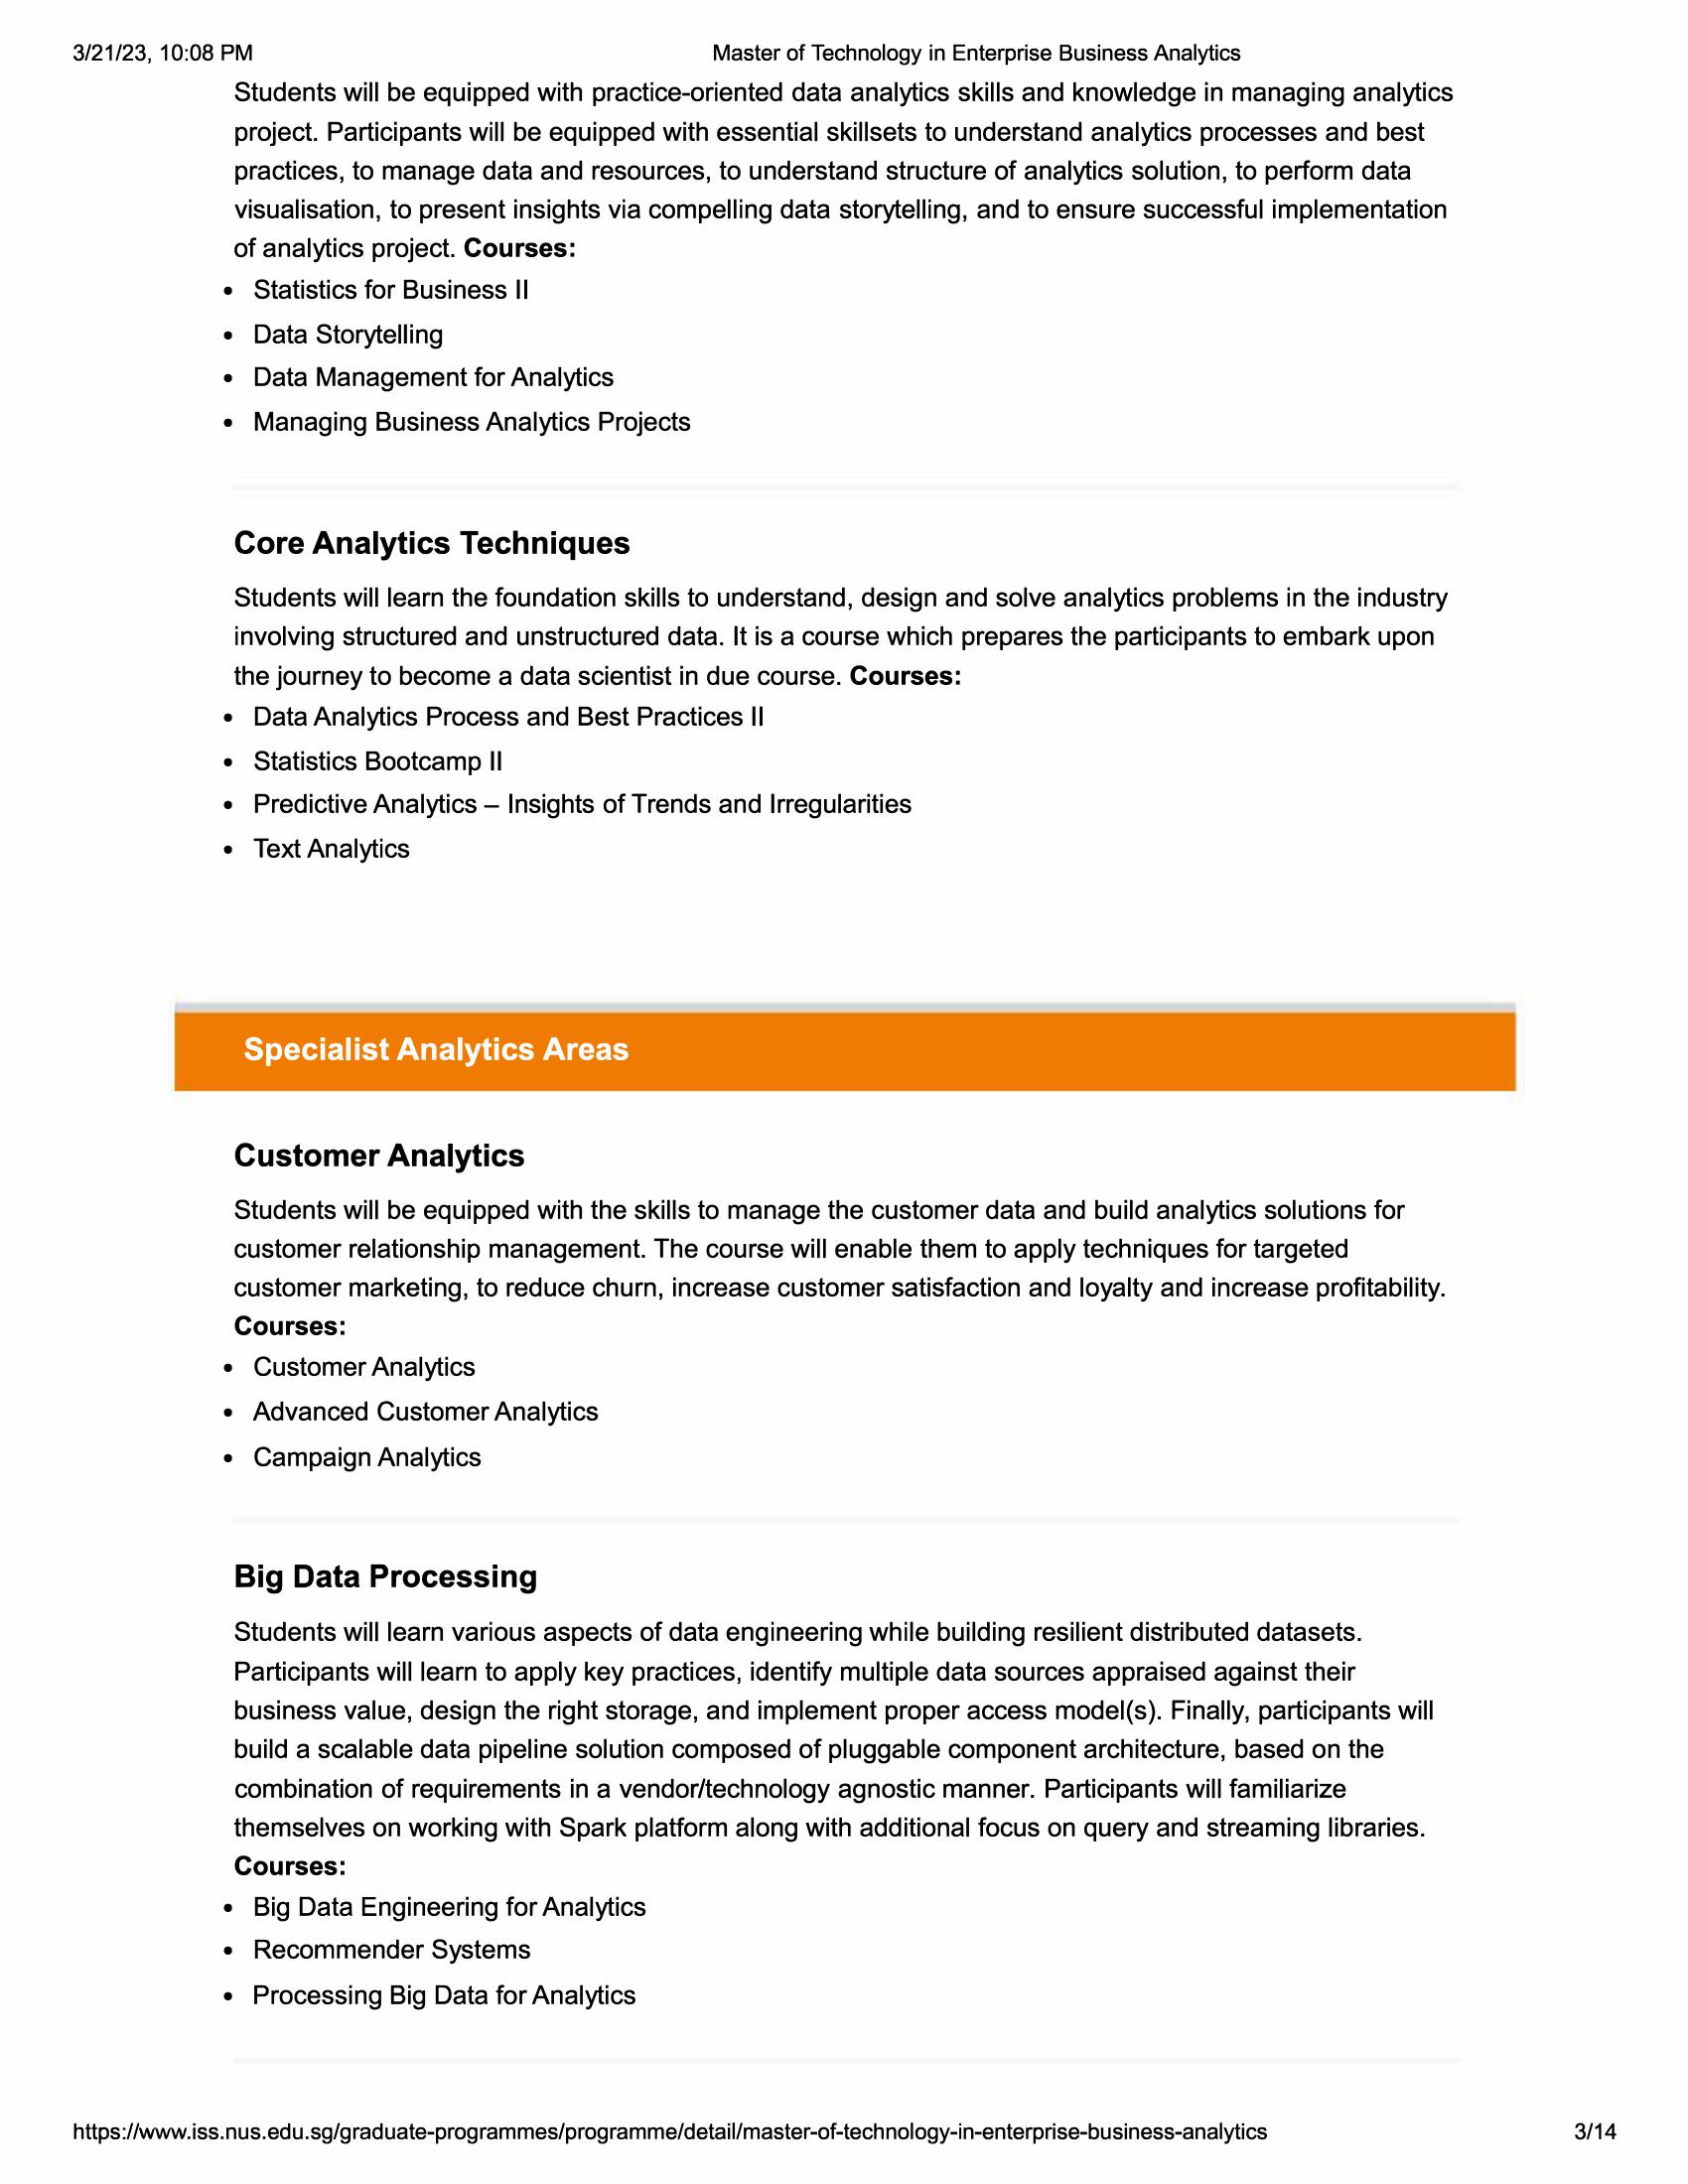 3/21/23, 10:08 PM
Master of Technology in Enterprise Business Analytics
Students will be equipped with practice-oriented data analytics skills and knowledge in managing analytics
project. Participants will be equipped with essential skillsets to understand analytics processes and best
practices, to manage data and resources, to understand structure of analytics solution, to perform data
visualisation, to present insights via compelling data storytelling, and to ensure successful implementation
of analytics project. Courses:
• Statistics for Business II
• Data Storytelling
• Data Management for Analytics
• Managing Business Analytics Projects
Core Analytics Techniques
Students will learn the foundation skills to understand, design and solve analytics problems in the industry
involving structured and unstructured data. It is a course which prepares the participants to embark upon
the journey to become a data scientist in due course. Courses:
• Data Analytics Process and Best Practices II
• Statistics Bootcamp II
• Predictive Analytics – Insights of Trends and Irregularities
• Text Analytics
Specialist Analytics Areas
Customer Analytics
Students will be equipped with the skills to manage the customer data and build analytics solutions for
customer relationship management. The course will enable them to apply techniques for targeted
customer marketing, to reduce churn, increase customer satisfaction and loyalty and increase profitability.
Courses:
• Customer Analytics
• Advanced Customer Analytics
• Campaign Analytics
Big Data Processing
Students will learn various aspects of data engineering while building resilient distributed datasets.
Participants will learn to apply key practices, identify multiple data sources appraised against their
business value, design the right storage, and implement proper access model(s). Finally, participants will
build a scalable data pipeline solution composed of pluggable component architecture, based on the
combination of requirements in a vendor/technology agnostic manner. Participants will familiarize
themselves on working with Spark platform along with additional focus on query and streaming libraries.
Courses:
• Big Data Engineering for Analytics
• Recommender Systems
• Processing Big Data for Analytics
https://www.iss.nus.edu.sg/graduate-programmes/programme/detail/master-of-technology-in-enterprise-business-analytics
3/14